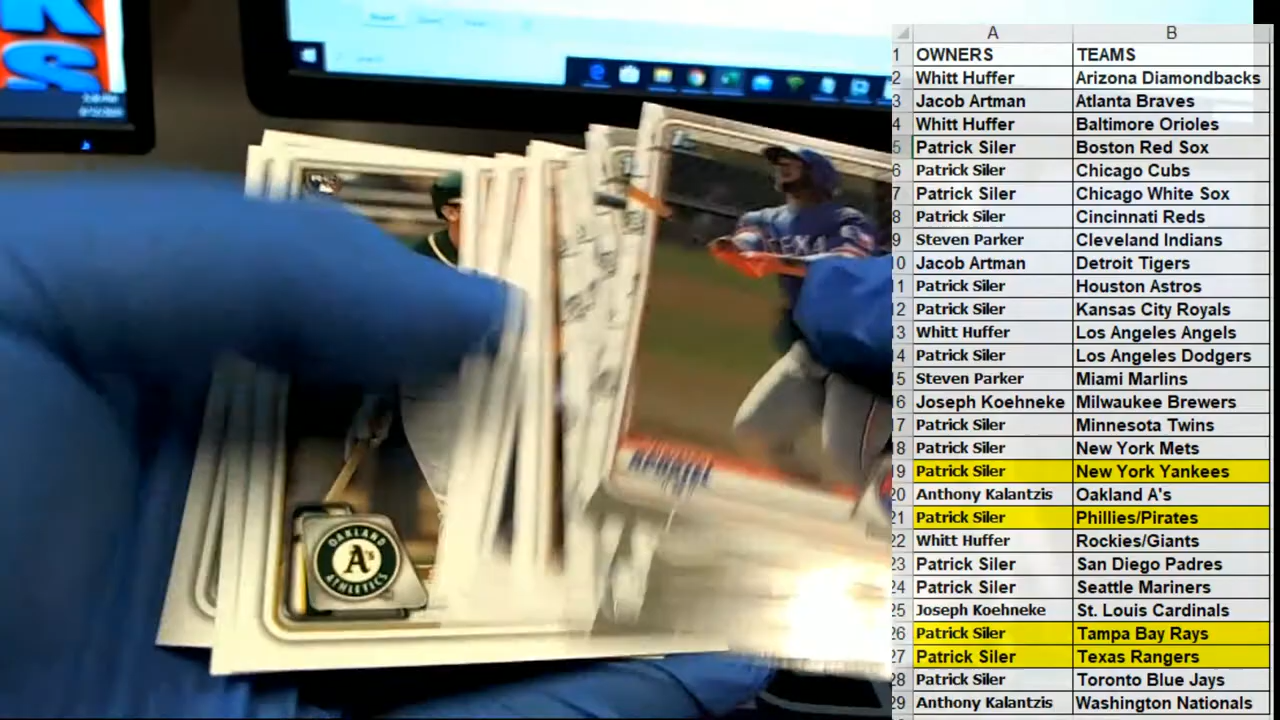 A B
1 OWNERS TEAMS
2 Whitt Huffer Arizona Diamondbacks
3 Jacob Artman Atlanta Braves
4 Whitt Huffer Baltimore Orioles
5 Patrick Siler Boston Red Sox
6 Patrick Siler Chicago Cubs
7 Patrick Siler Chicago White Sox
8 Patrick Siler Cincinnati Reds
9 Steven Parker Cleveland Indians
10 Jacob Artman Detroit Tigers
11 Patrick Siler Houston Astros
12 Patrick Siler Kansas City Royals
13 Whitt Huffer Los Angeles Angels
14 Patrick Siler Los Angeles Dodgers
15 Steven Parker Miami Marlins
16 Joseph Koehneke Milwaukee Brewers
17 Patrick Siler Minnesota Twins
18 Patrick Siler New York Mets
19 Patrick Siler New York Yankees
20 Anthony Kalantzis Oakland A's
21 Patrick Siler Phillies/Pirates
22 Whitt Huffer Rockies/Giants
23 Patrick Siler San Diego Padres
24 Patrick Siler Seattle Mariners
25 Joseph Koehneke St. Louis Cardinals
26 Patrick Siler Tampa Bay Rays
27 Patrick Siler Texas Rangers
28 Patrick Siler Toronto Blue Jays
29 Anthony Kalantzis Washington Nationals
OAKLAND
A's
ATHLETICS